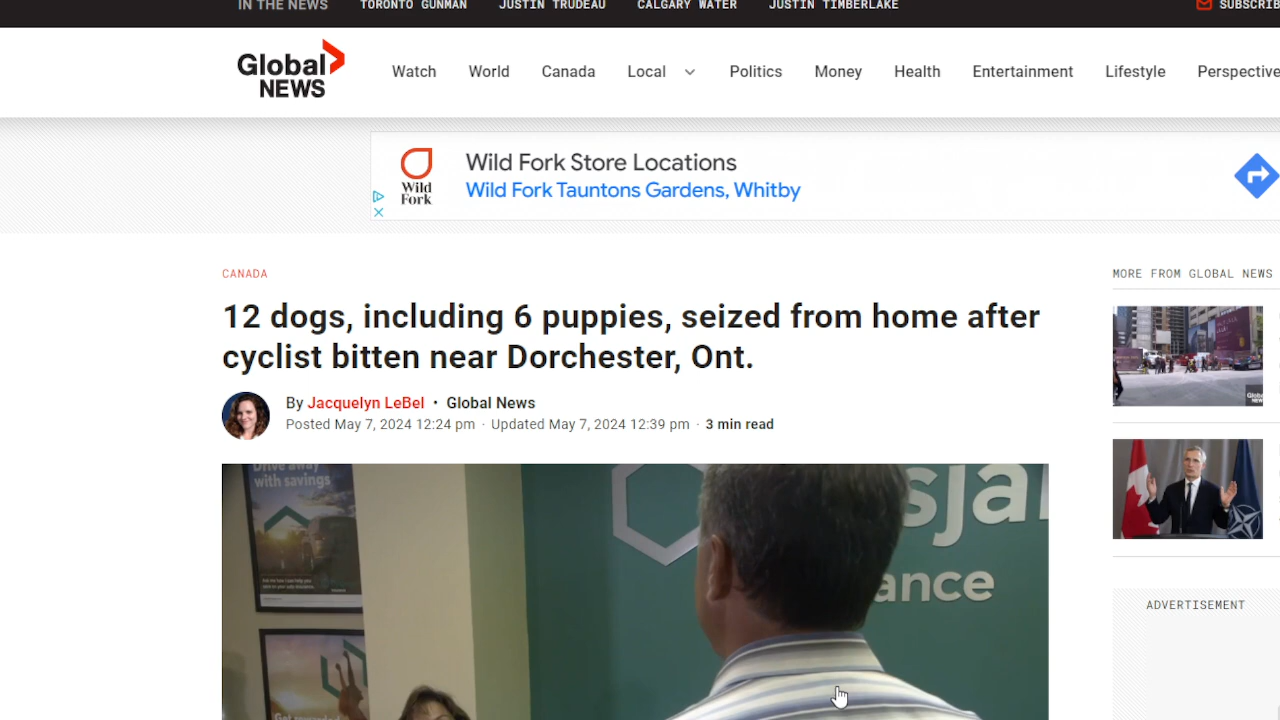 IN THE NEWS TORONTO GUNMAN JUSTIN TRUDEAU CALGARY WATER JUSTIN TIMBERLAKE
Global NEWS
Watch World Canada Local Politics Money Health Entertainment Lifestyle
Wild Fork
Wild Fork Store Locations
Wild Fork Tauntons Gardens, Whitby
CANADA
12 dogs, including 6 puppies, seized from home after
cyclist bitten near Dorchester, Ont.
By Jacquelyn LeBel • Global News
Posted May 7, 2024 12:24 pm · Updated May 7, 2024 12:39 pm · 3 min read
MORE FROM GLOBAL NEWS
Drive away
with savings
sja
ance
ADVERTISEMENT